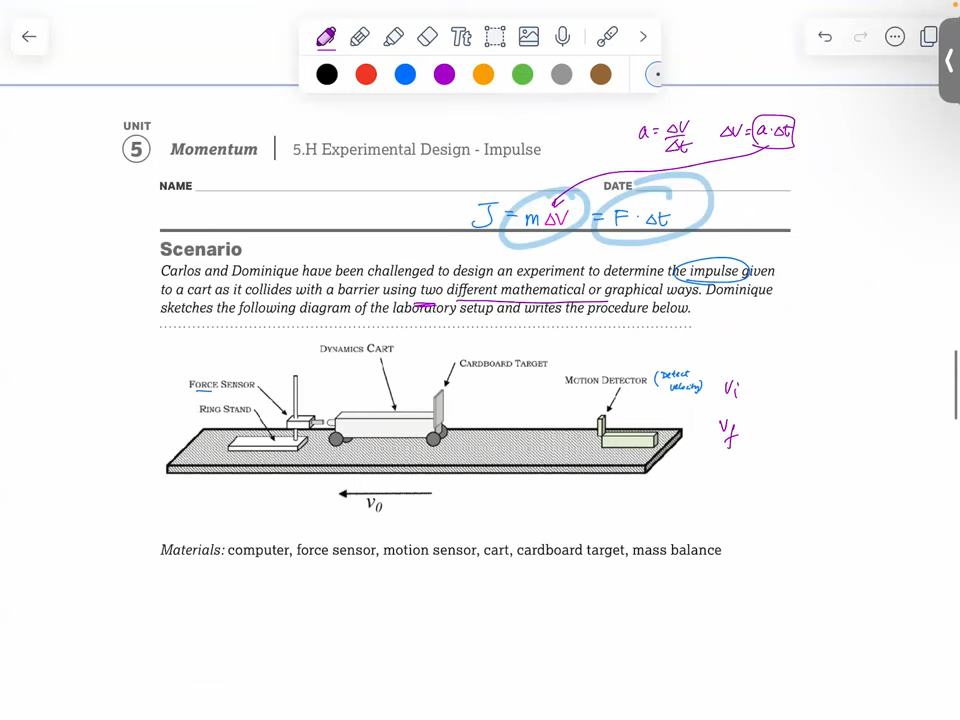 Tt
a = ΔV/Δt ΔV = a·Δt
UNIT
5 Momentum | 5.H Experimental Design - Impulse
NAME DATE
J = mΔV = F · Δt
Scenario
Carlos and Dominique have been challenged to design an experiment to determine the impulse given
to a cart as it collides with a barrier using two different mathematical or graphical ways. Dominique
sketches the following diagram of the laboratory setup and writes the procedure below.
DYNAMICS CART
CARDBOARD TARGET
FORCE SENSOR
MOTION DETECTOR (Detect velocity)
Vi
RING STAND
Vf
v0
Materials: computer, force sensor, motion sensor, cart, cardboard target, mass balance